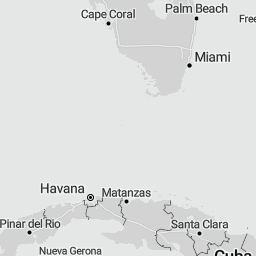 Cape Coral
Palm Beach
Free
Miami
Havana
Matanzas
Pinar del Rio
Santa Clara
Nueva Gerona
Cuba